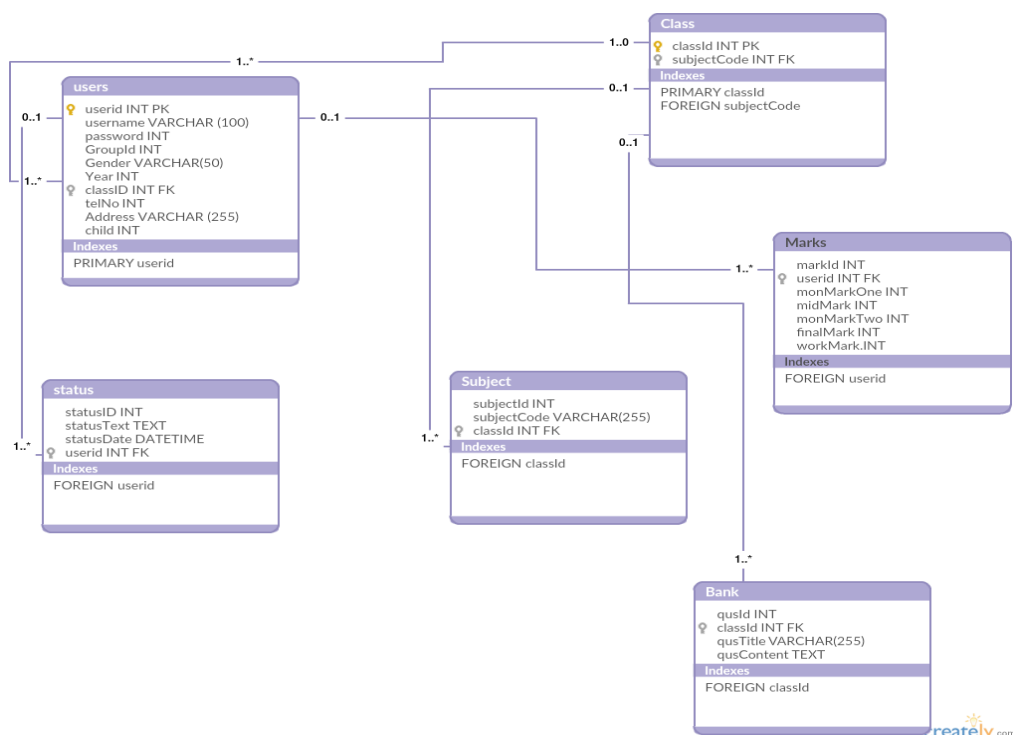 Class
classId INT PK
subjectCode INT FK
Indexes
PRIMARY classId
FOREIGN subjectCode
1..0
1..*
0..1
0..1
users
userid INT PK
username VARCHAR (100)
password INT
GroupId INT
Gender VARCHAR(50)
Year INT
classID INT FK
telNo INT
Address VARCHAR (255)
child INT
Indexes
PRIMARY userid
0..1
0..1
1..*
1..*
Marks
markId INT
userid INT FK
monMarkOne INT
midMark INT
monMarkTwo INT
finalMark INT
workMark.INT
Indexes
FOREIGN userid
status
statusID INT
statusText TEXT
statusDate DATETIME
userid INT FK
Indexes
FOREIGN userid
1..*
Subject
subjectId INT
subjectCode VARCHAR(255)
classId INT FK
Indexes
FOREIGN classId
1..*
1..*
Bank
qusId INT
classId INT FK
qusTitle VARCHAR(255)
qusContent TEXT
Indexes
FOREIGN classId
reately.com